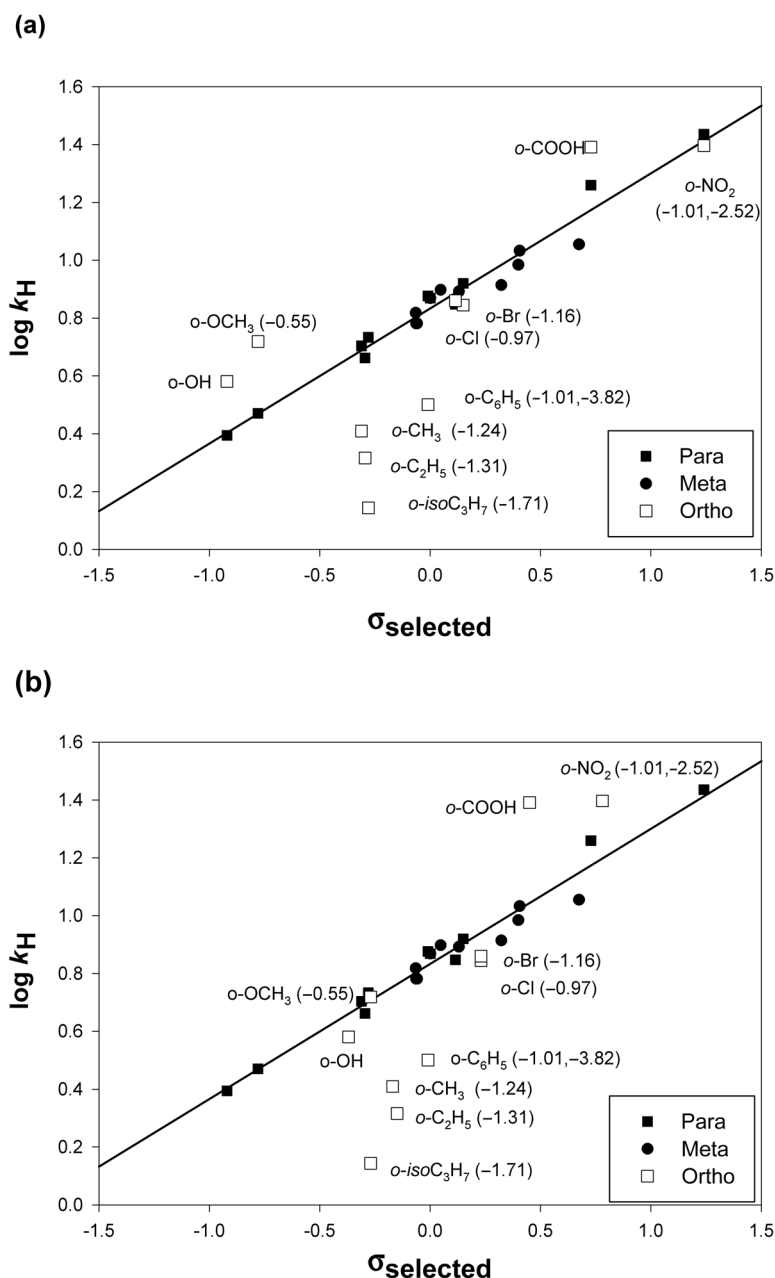 (a)
1.6
1.4
1.2
1.0
0.8
0.6
0.4
0.2
0.0
log kH
o-COOH
o-NO2
(−1.01,−2.52)
o-OCH3 (−0.55)
o-Br (−1.16)
o-Cl (−0.97)
o-OH
o-C6H5 (−1.01,−3.82)
o-CH3 (−1.24)
o-C2H5 (−1.31)
o-isoC3H7 (−1.71)
Para
Meta
Ortho
-1.5 -1.0 -0.5 0.0 0.5 1.0 1.5
σselected
(b)
1.6
1.4
1.2
1.0
0.8
0.6
0.4
0.2
0.0
log kH
o-NO2 (−1.01,−2.52)
o-COOH
o-Br (−1.16)
o-OCH3 (−0.55)
o-Cl (−0.97)
o-OH
o-C6H5 (−1.01,−3.82)
o-CH3 (−1.24)
o-C2H5 (−1.31)
o-isoC3H7 (−1.71)
Para
Meta
Ortho
-1.5 -1.0 -0.5 0.0 0.5 1.0 1.5
σselected